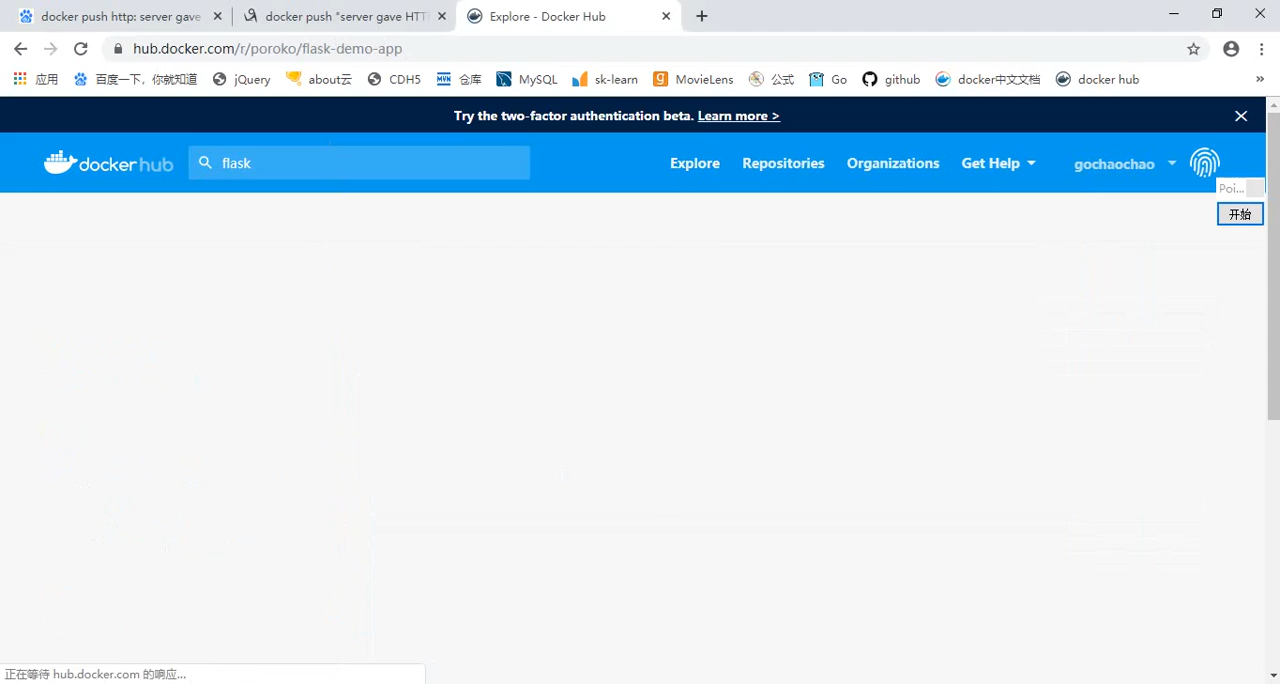 docker push http: server gave
docker push "server gave HTT
Explore - Docker Hub
hub.docker.com/r/poroko/flask-demo-app
应用 百度一下，你就知道 jQuery about云 CDH5 仓库 MySQL sk-learn MovieLens 公式 Go github docker中文文档 docker hub »
Try the two-factor authentication beta. Learn more >
dockerhub flask Explore Repositories Organizations Get Help gochaochao
Poi...
开始
正在等待 hub.docker.com 的响应...